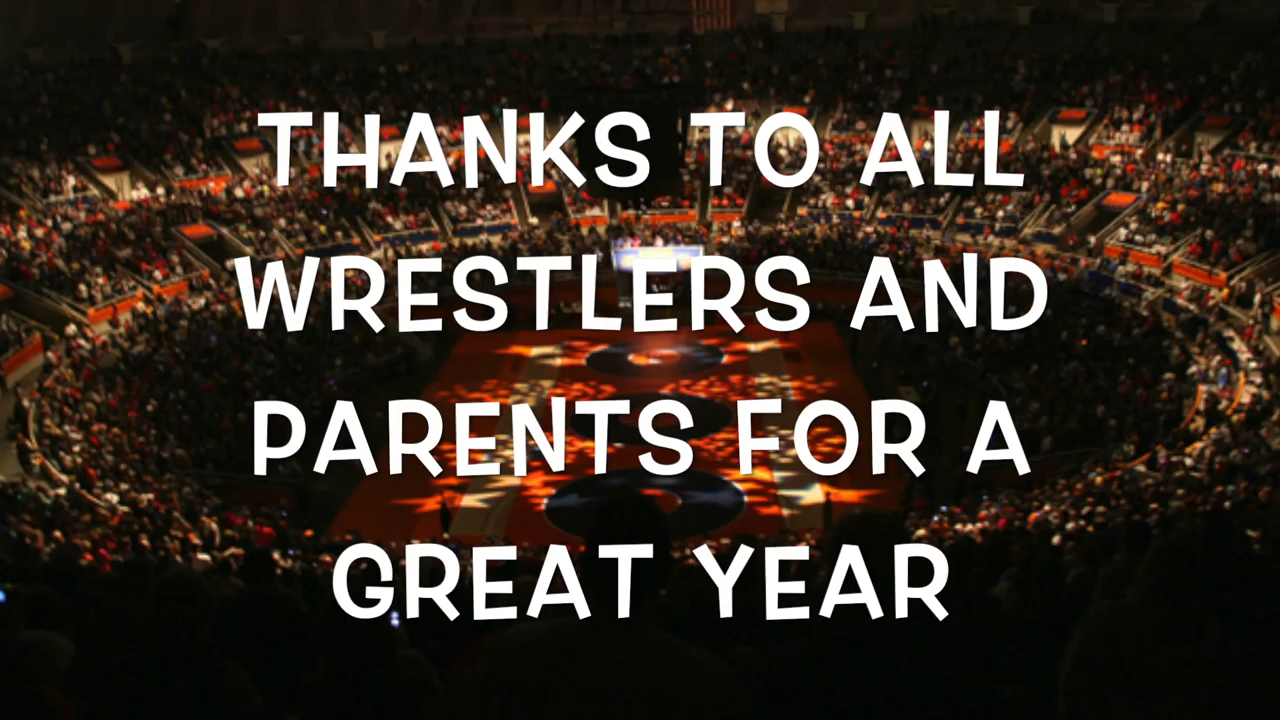 THANKS TO ALL
WRESTLERS AND
PARENTS FOR A
GREAT YEAR